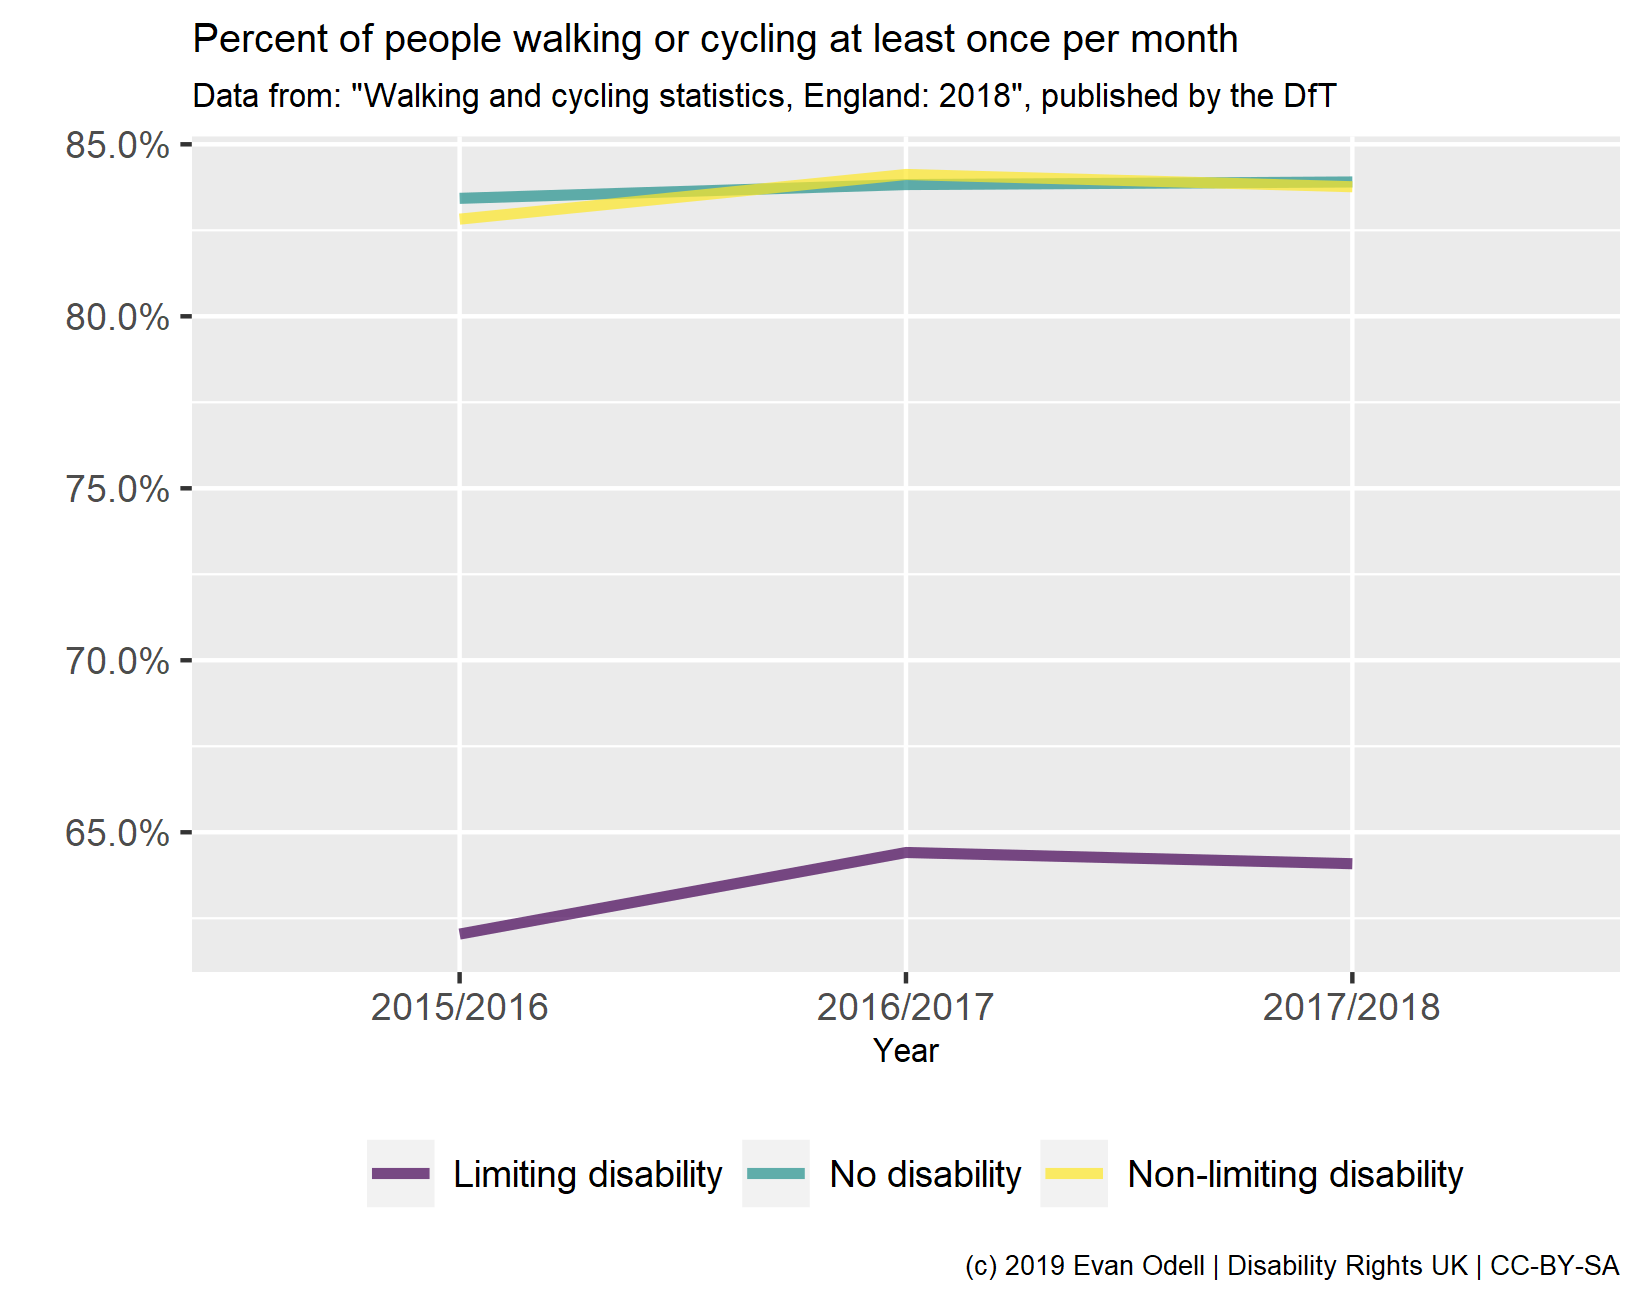 Percent of people walking or cycling at least once per month
Data from: "Walking and cycling statistics, England: 2018", published by the DfT
85.0%
80.0%
75.0%
70.0%
65.0%
2015/2016 2016/2017 2017/2018
Year
Limiting disability No disability Non-limiting disability
(c) 2019 Evan Odell | Disability Rights UK | CC-BY-SA